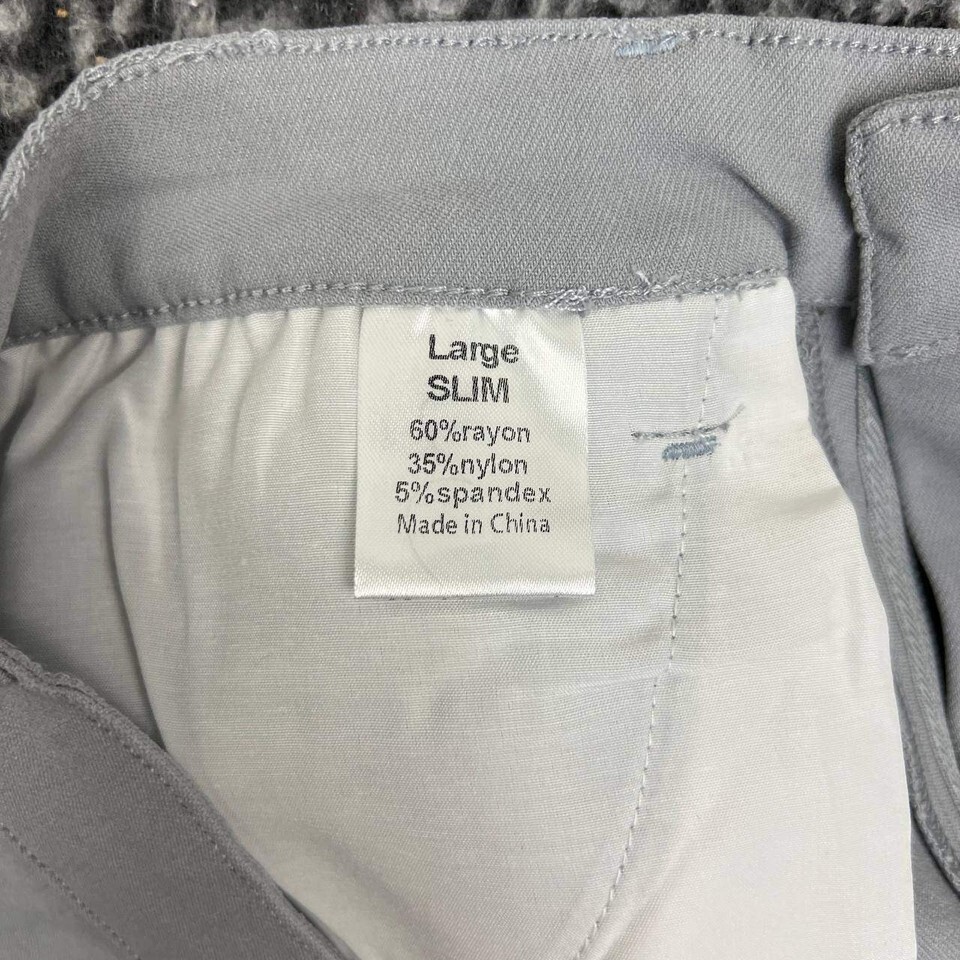 Large
SLIM
60%rayon
35%nylon
5%spandex
Made in China